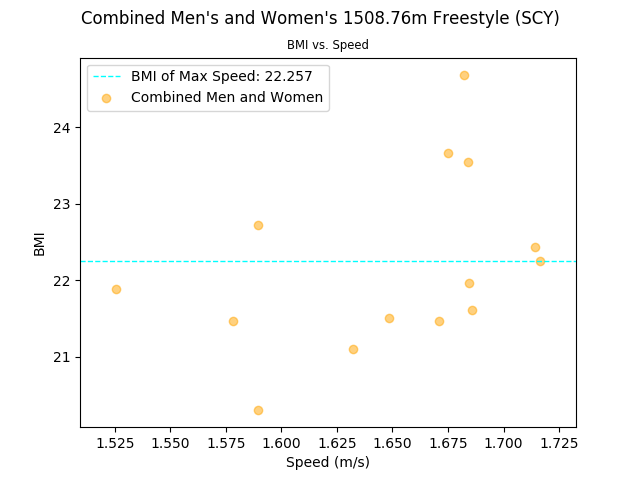 Combined Men's and Women's 1508.76m Freestyle (SCY)
BMI vs. Speed
BMI of Max Speed: 22.257
Combined Men and Women
24
23
22
21
BMI
1.525 1.550 1.575 1.600 1.625 1.650 1.675 1.700 1.725
Speed (m/s)